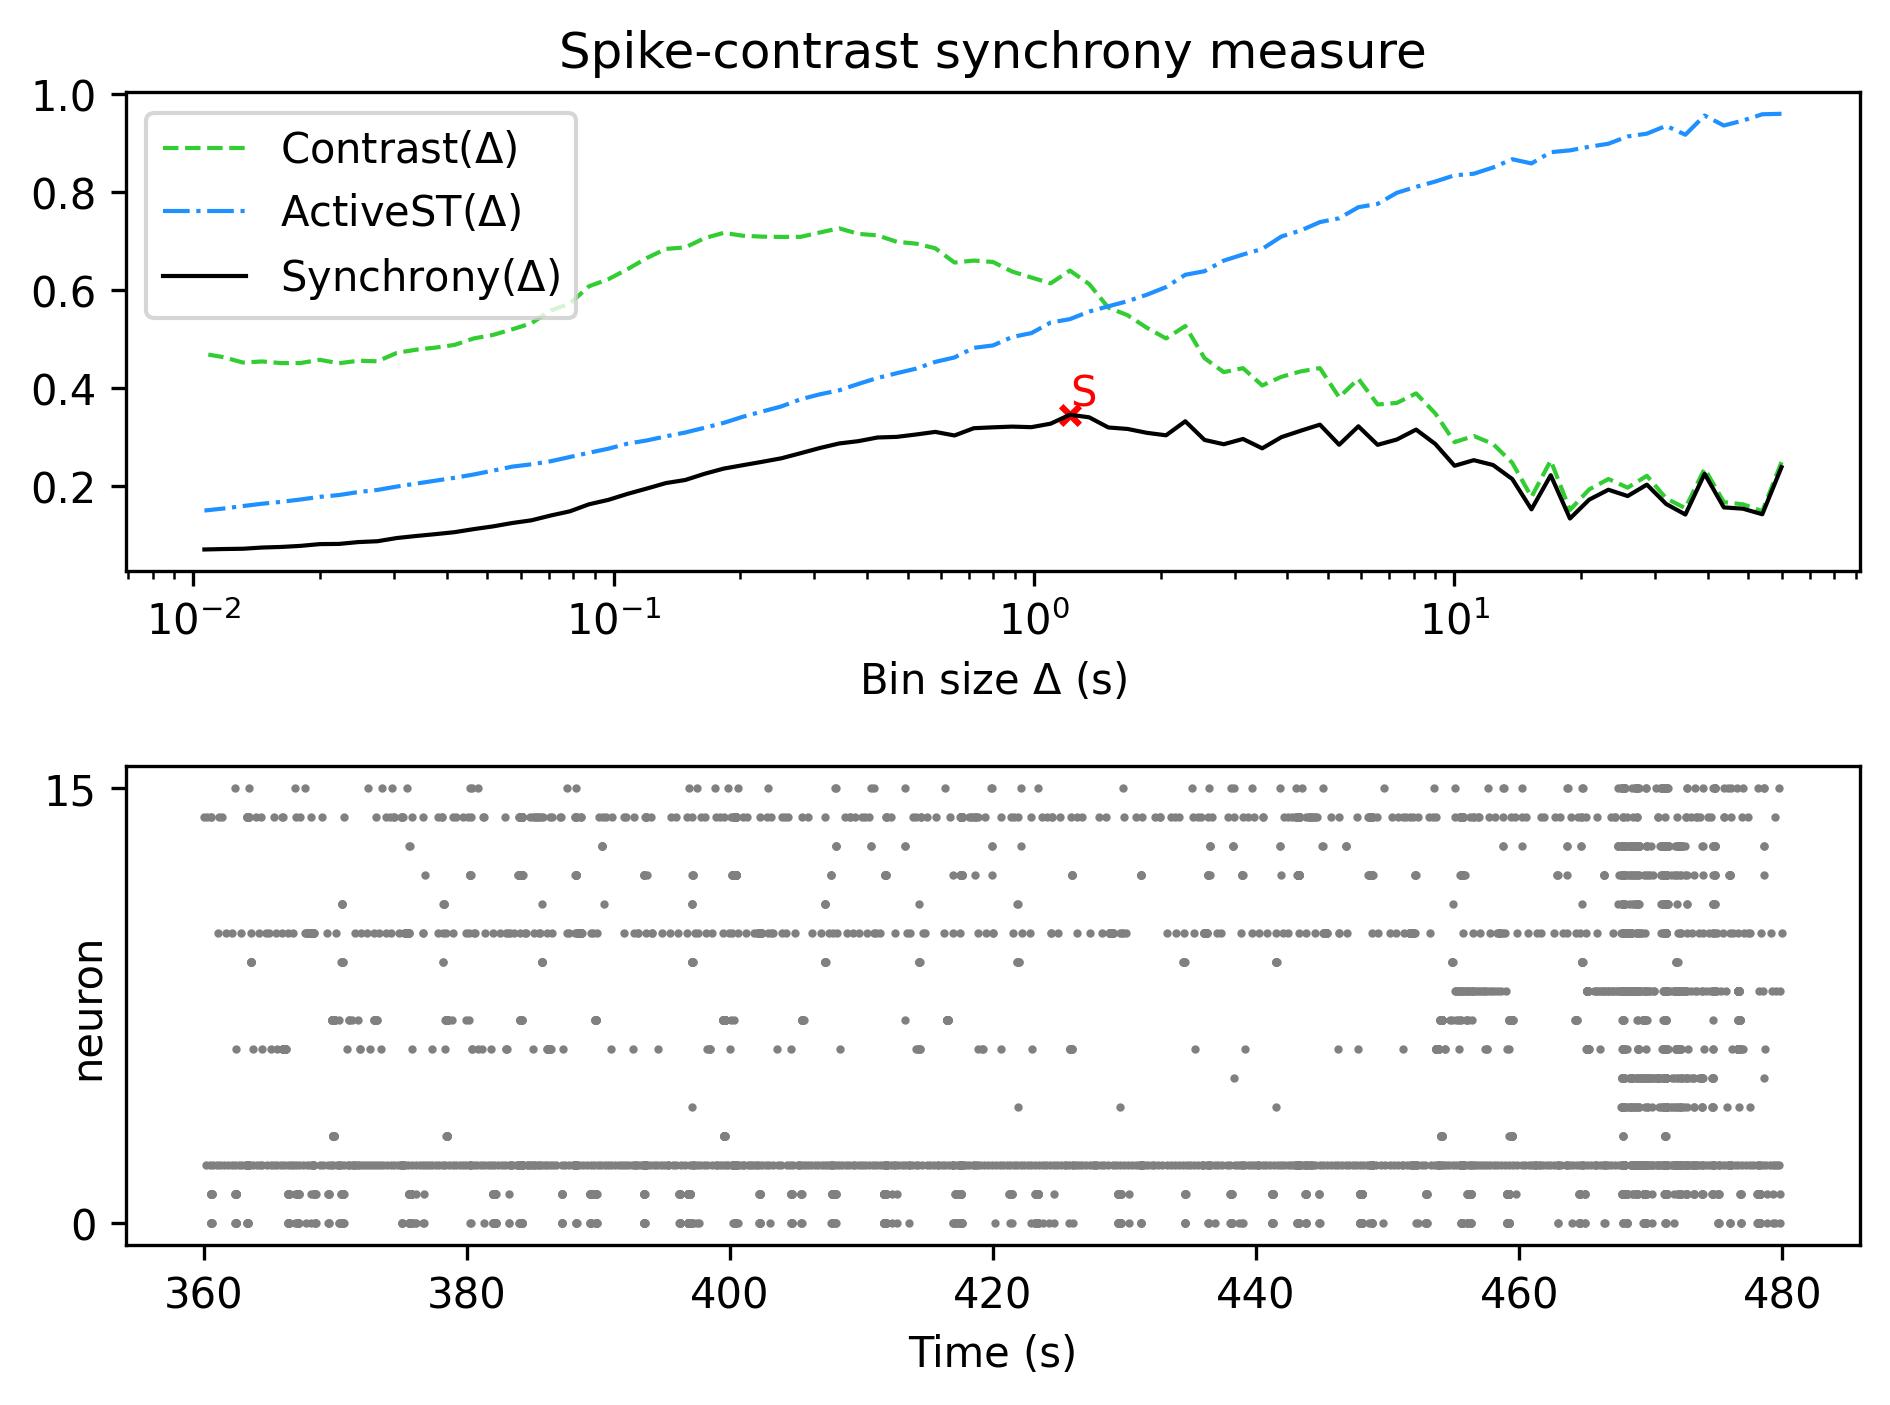 Spike-contrast synchrony measure
1.0
0.8
0.6
0.4
0.2
Contrast(Δ)
ActiveST(Δ)
Synchrony(Δ)
S
10⁻²
10⁻¹
10⁰
10¹
Bin size Δ (s)
15
0
neuron
360
380
400
420
440
460
480
Time (s)